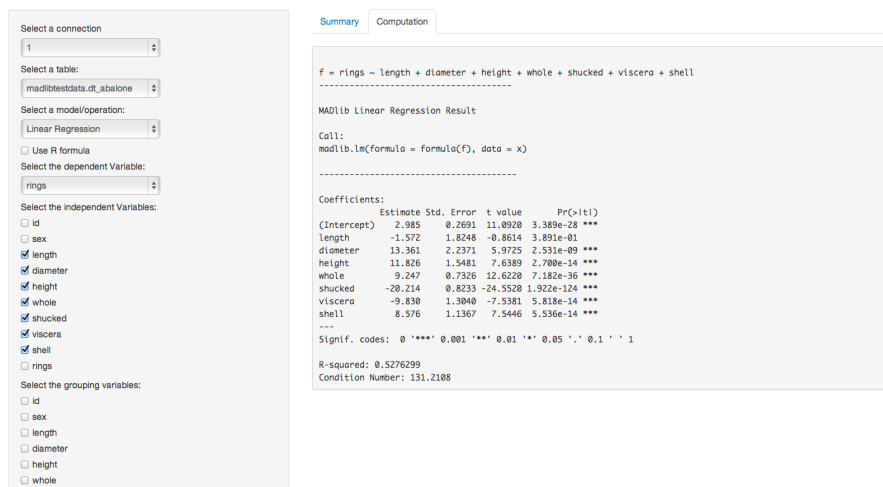 Select a connection
1
Select a table:
madlibtestdata.dt_abalone
Select a model/operation:
Linear Regression
Use R formula
Select the dependent Variable:
rings
Select the independent Variables:
id
sex
length
diameter
height
whole
shucked
viscera
shell
rings
Select the grouping variables:
id
sex
length
diameter
height
whole
Summary Computation
f = rings ~ length + diameter + height + whole + shucked + viscera + shell
-------------------------------------
MADlib Linear Regression Result
Call:
madlib.lm(formula = formula(f), data = x)
--------------------------------------
Coefficients:
Estimate Std. Error t value Pr(>|t|)
(Intercept) 2.985 0.2691 11.0920 3.389e-28 ***
length -1.572 1.8248 -0.8614 3.891e-01
diameter 13.361 2.2371 5.9725 2.531e-09 ***
height 11.826 1.5481 7.6389 2.700e-14 ***
whole 9.247 0.7326 12.6220 7.182e-36 ***
shucked -20.214 0.8233 -24.5520 1.922e-124 ***
viscera -9.830 1.3040 -7.5381 5.818e-14 ***
shell 8.576 1.1367 7.5446 5.536e-14 ***
---
Signif. codes: 0 '***' 0.001 '**' 0.01 '*' 0.05 '.' 0.1 ' ' 1
R-squared: 0.5276299
Condition Number: 131.2108